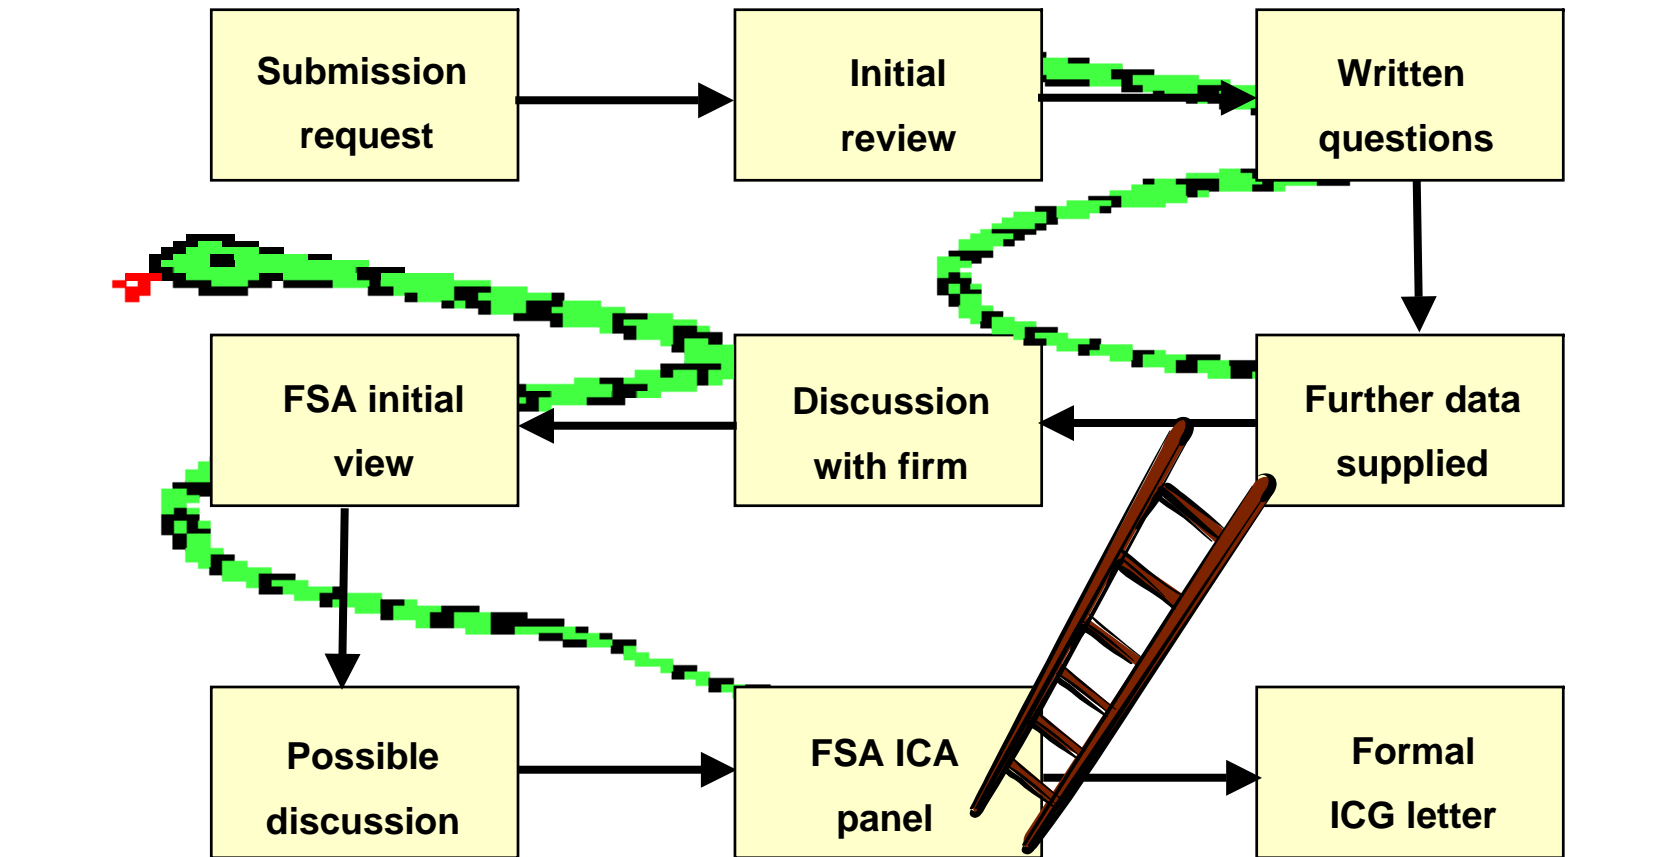 Submission
request
Initial
review
Written
questions
FSA initial
view
Discussion
with firm
Further data
supplied
Possible
discussion
FSA ICA
panel
Formal
ICG letter